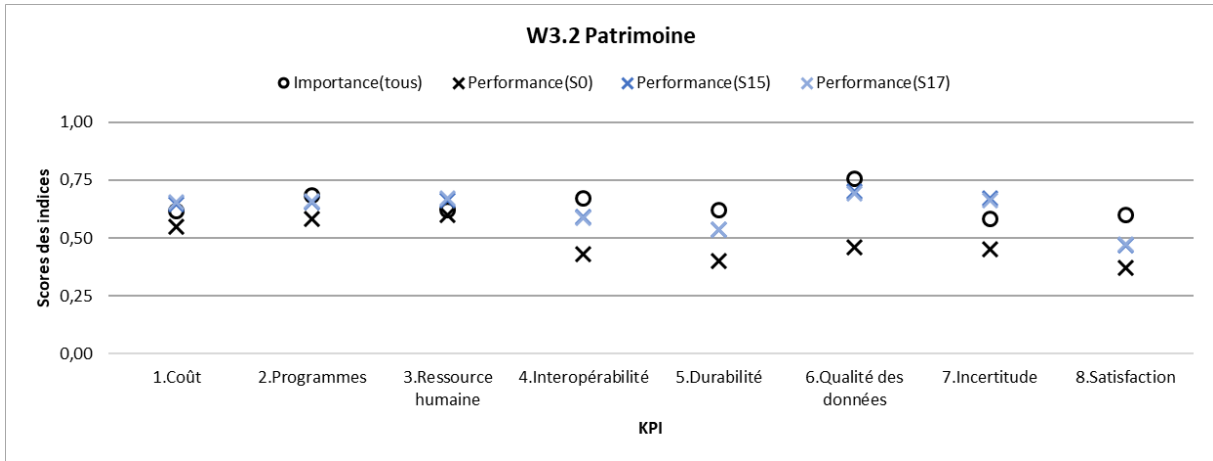 W3.2 Patrimoine
Importance(tous) Performance(S0) Performance(S15) Performance(S17)
Scores des indices
1,00
0,75
0,50
0,25
0,00
1.Coût 2.Programmes 3.Ressource humaine 4.Interopérabilité 5.Durabilité 6.Qualité des données 7.Incertitude 8.Satisfaction
KPI